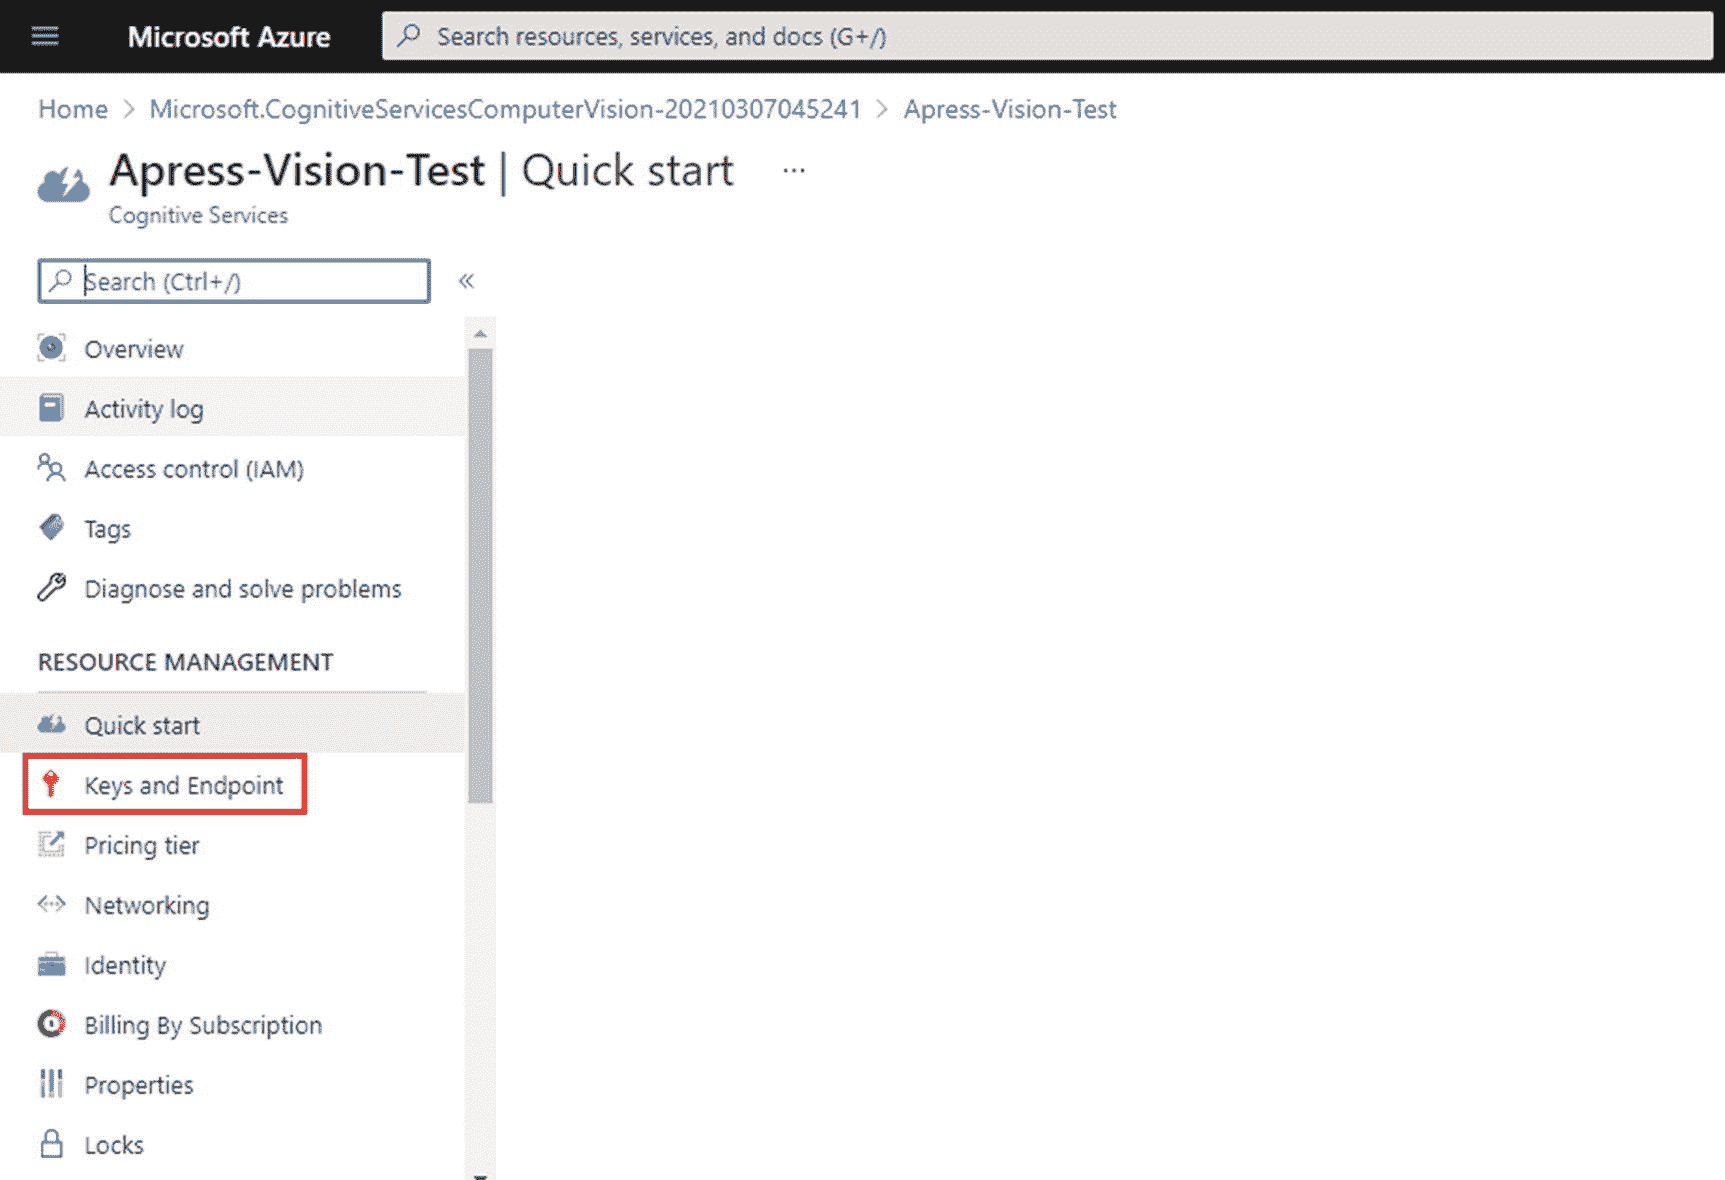 Microsoft Azure
Search resources, services, and docs (G+/)
Home > Microsoft.CognitiveServicesComputerVision-20210307045241 > Apress-Vision-Test
Apress-Vision-Test | Quick start ...
Cognitive Services
Search (Ctrl+/) «
Overview
Activity log
Access control (IAM)
Tags
Diagnose and solve problems
RESOURCE MANAGEMENT
Quick start
Keys and Endpoint
Pricing tier
Networking
Identity
Billing By Subscription
Properties
Locks